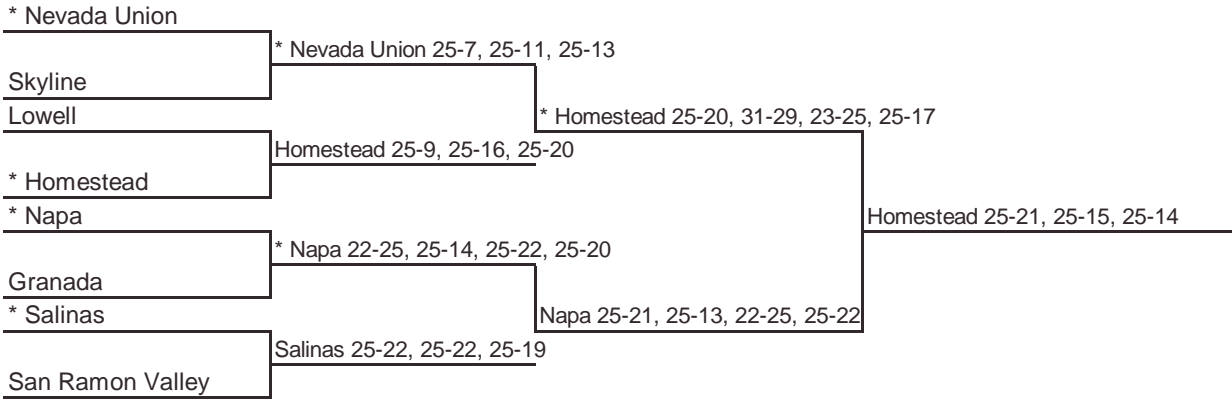 * Nevada Union
* Nevada Union 25-7, 25-11, 25-13
Skyline
Lowell
* Homestead 25-20, 31-29, 23-25, 25-17
Homestead 25-9, 25-16, 25-20
* Homestead
* Napa
Homestead 25-21, 25-15, 25-14
* Napa 22-25, 25-14, 25-22, 25-20
Granada
* Salinas
Napa 25-21, 25-13, 22-25, 25-22
Salinas 25-22, 25-22, 25-19
San Ramon Valley